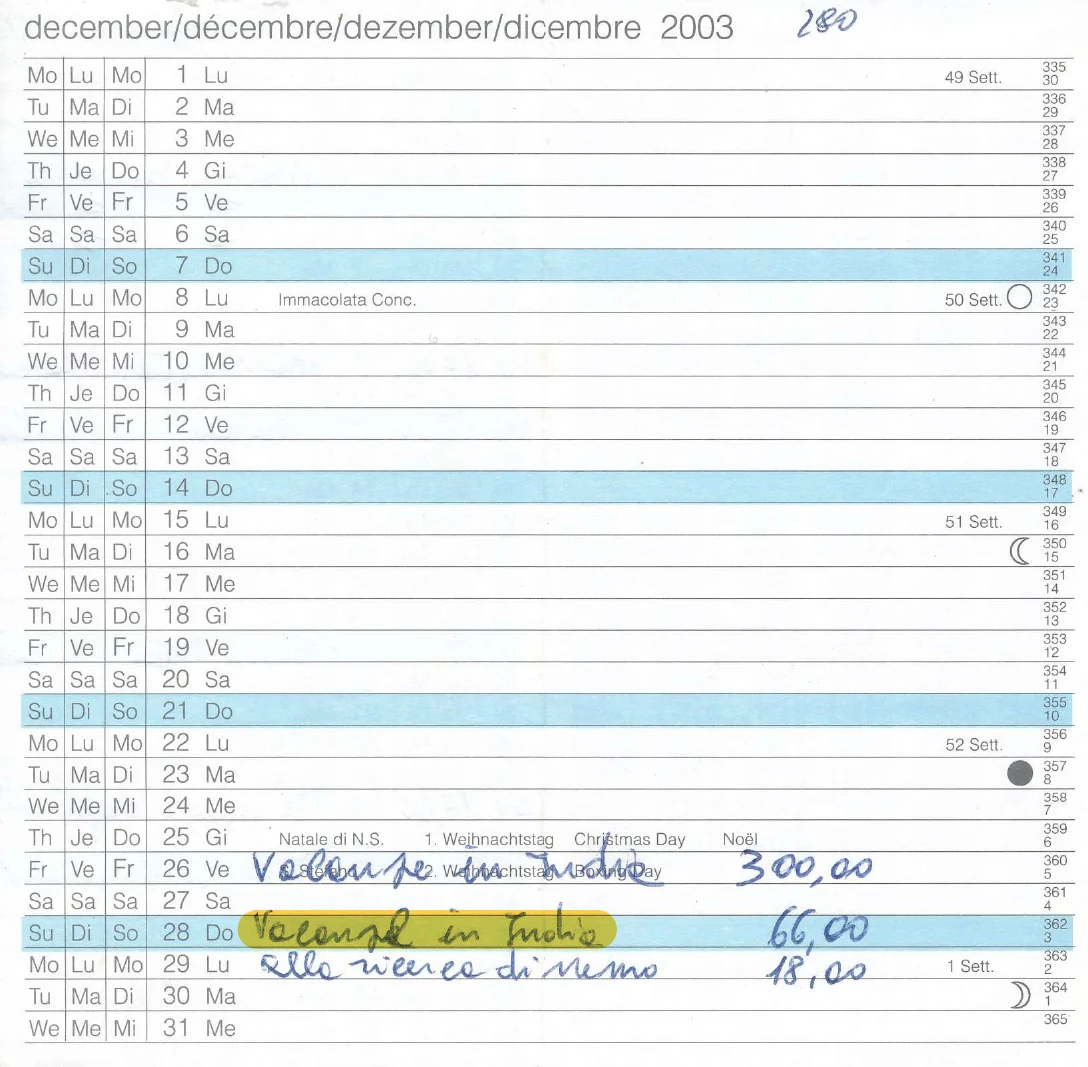 december/décembre/dezember/dicembre 2003 280
Mo Lu Mo 1 Lu 49 Sett. 335 30
Tu Ma Di 2 Ma 336 29
We Me Mi 3 Me 337 28
Th Je Do 4 Gi 338 27
Fr Ve Fr 5 Ve 339 26
Sa Sa Sa 6 Sa 340 25
Su Di So 7 Do 341 24
Mo Lu Mo 8 Lu Immacolata Conc. 50 Sett. 342 23
Tu Ma Di 9 Ma 343 22
We Me Mi 10 Me 344 21
Th Je Do 11 Gi 345 20
Fr Ve Fr 12 Ve 346 19
Sa Sa Sa 13 Sa 347 18
Su Di So 14 Do 348 17
Mo Lu Mo 15 Lu 51 Sett. 349 16
Tu Ma Di 16 Ma 350 15
We Me Mi 17 Me 351 14
Th Je Do 18 Gi 352 13
Fr Ve Fr 19 Ve 353 12
Sa Sa Sa 20 Sa 354 11
Su Di So 21 Do 355 10
Mo Lu Mo 22 Lu 52 Sett. 356 9
Tu Ma Di 23 Ma 357 8
We Me Mi 24 Me 358 7
Th Je Do 25 Gi Natale di N.S. 1. Weihnachtstag Christmas Day Noël 359 6
Fr Ve Fr 26 Ve S. Stefano 2. Weihnachtstag Boxing Day 360 5
Vacanze in India 300,00
Sa Sa Sa 27 Sa 361 4
Su Di So 28 Do Vacanze in India 66,00 362 3
Mo Lu Mo 29 Lu alla ricerca di nemo 18,00 1 Sett. 363 2
Tu Ma Di 30 Ma 364 1
We Me Mi 31 Me 365